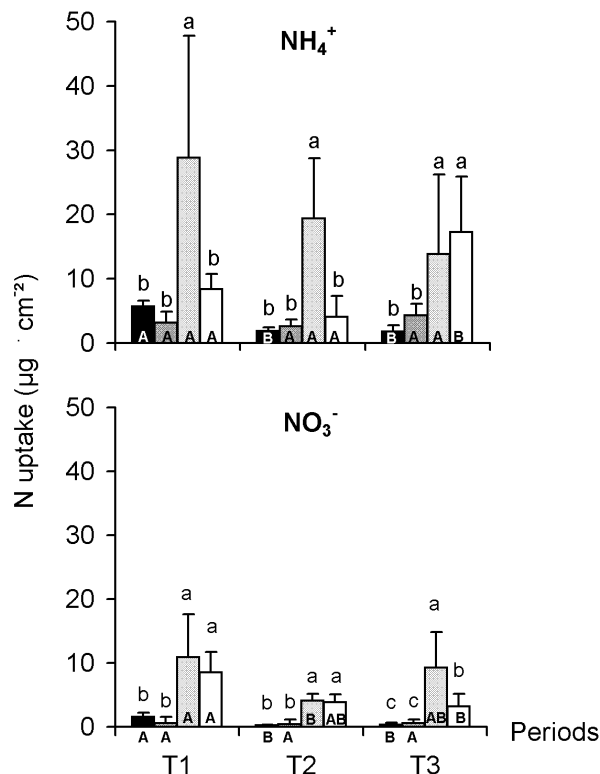 50
NH₄⁺
40
30
20
10
0
a
b b b
A A A A
a
b b b
B A A A
a a
b b
B A A B
N uptake (µg · cm⁻²)
50
NO₃⁻
40
30
20
10
0
a a
b b
A A
A A
a a
b b
B AB
B A
a
b
c c
AB B
B A
Periods
T1 T2 T3